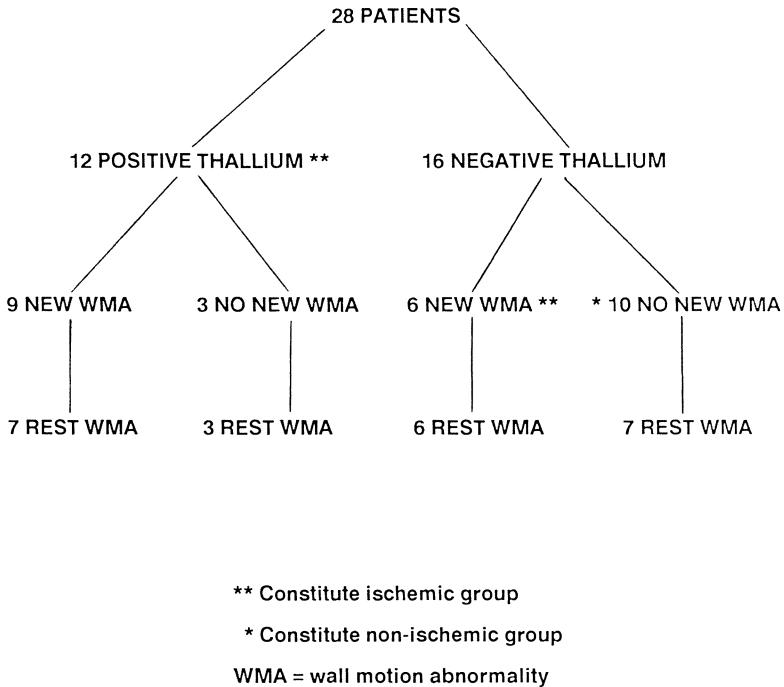 28 PATIENTS
12 POSITIVE THALLIUM **
16 NEGATIVE THALLIUM
9 NEW WMA
3 NO NEW WMA
6 NEW WMA **
* 10 NO NEW WMA
7 REST WMA
3 REST WMA
6 REST WMA
7 REST WMA
** Constitute ischemic group
* Constitute non-ischemic group
WMA = wall motion abnormality